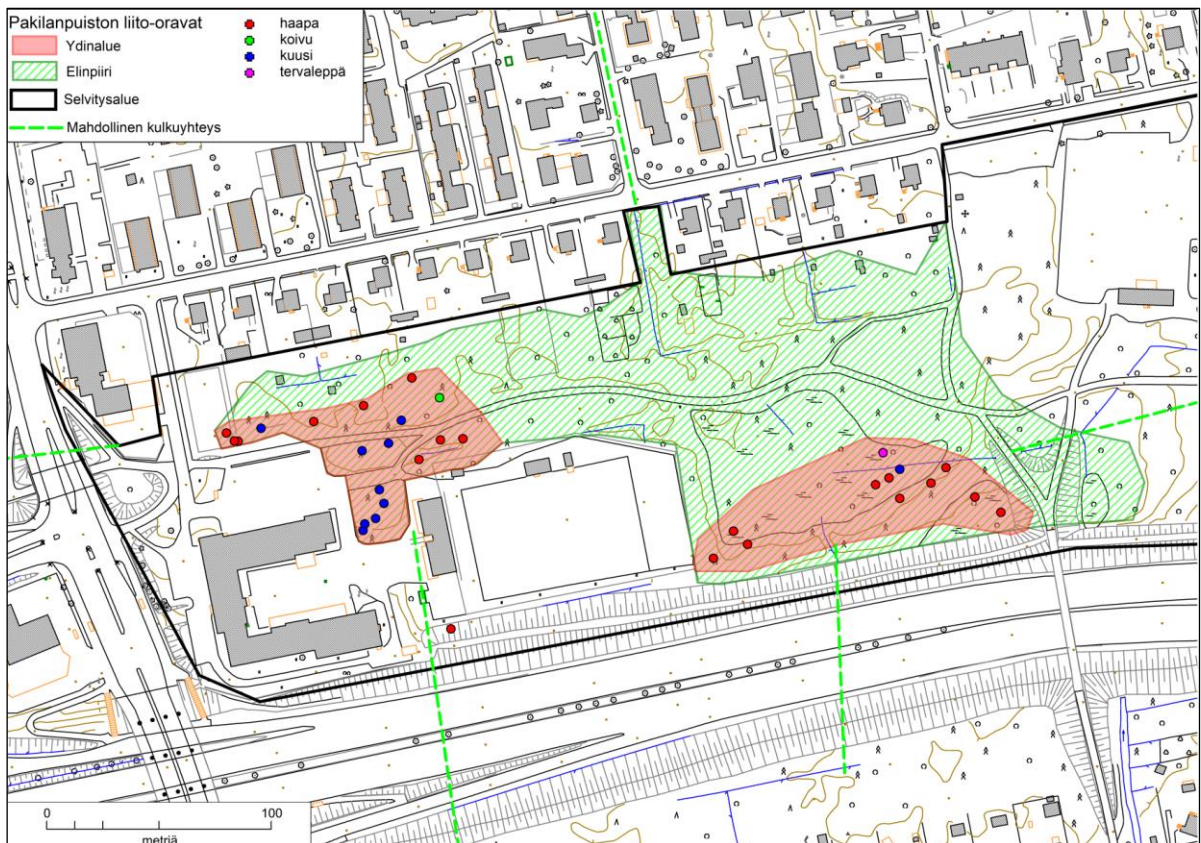 Pakilanpuiston liito-oravat
Ydinalue
Elinpiiri
Selvitysalue
Mahdollinen kulkuyhteys
haapa
koivu
kuusi
tervaleppä
0 100
metriä